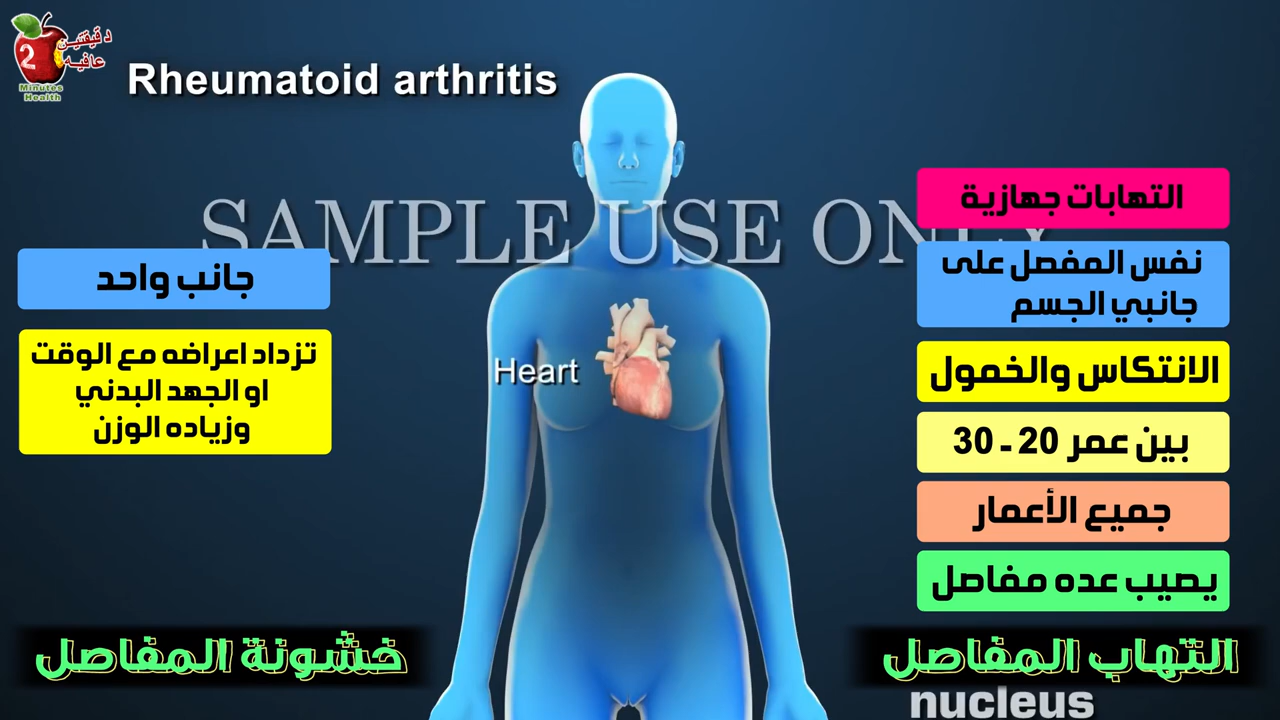 دقيقتين
عافيه
2
Minutes
Health
Rheumatoid arthritis
SAMPLE USE ONLY
Heart
التهابات جهازية
نفس المفصل على
جانبي الجسم
الانتكاس والخمول
بين عمر 20 - 30
جميع الأعمار
يصيب عده مفاصل
التهاب المفاصل
جانب واحد
تزداد اعراضه مع الوقت
او الجهد البدني
وزياده الوزن
خشونة المفاصل
nucleus